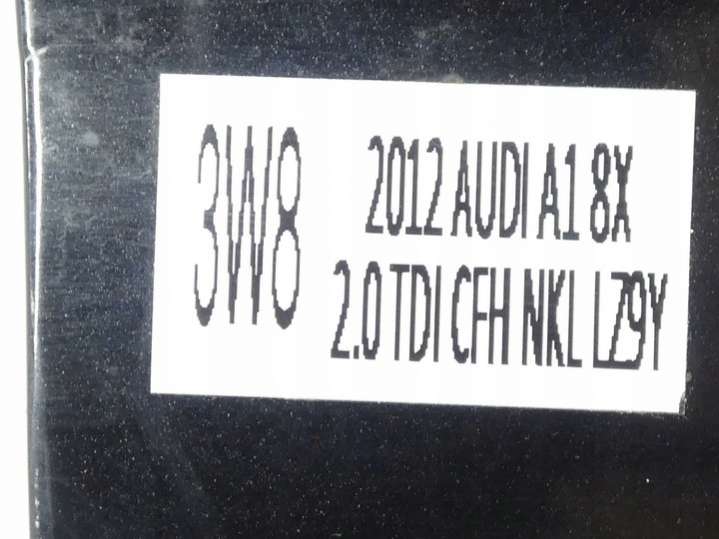 3W8
2012 AUDI A1 8X
2.0 TDI CFH NKL LZ9Y